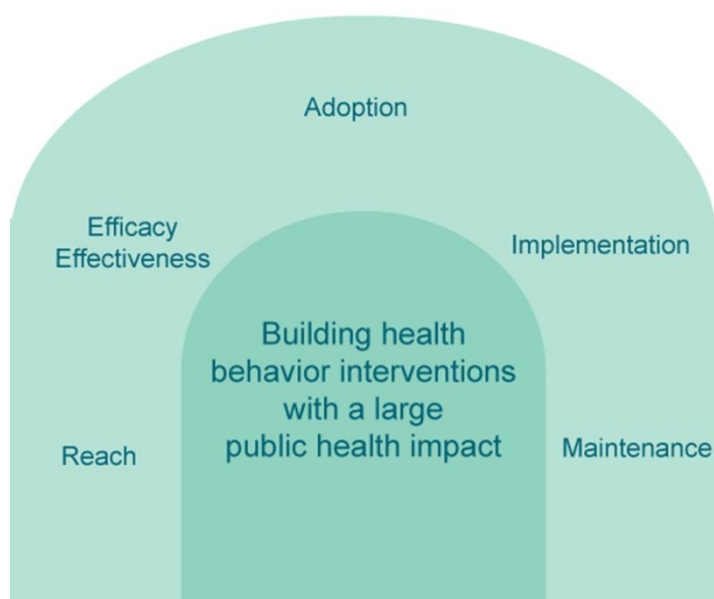 Adoption
Efficacy
Effectiveness
Implementation
Building health
behavior interventions
with a large
public health impact
Reach
Maintenance